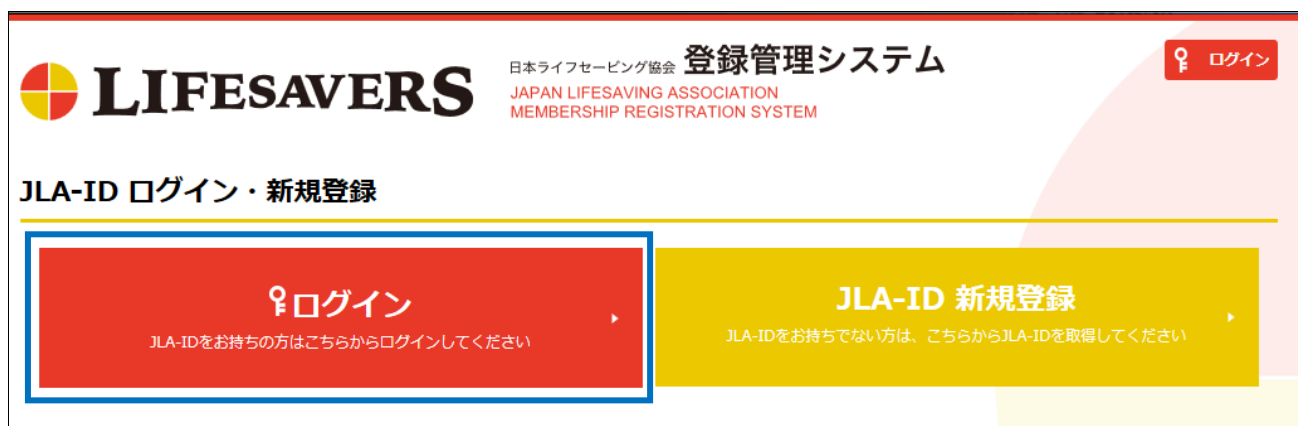 LIFESAVERS
日本ライフセービング協会 登録管理システム
JAPAN LIFESAVING ASSOCIATION
MEMBERSHIP REGISTRATION SYSTEM
ログイン
JLA-ID ログイン・新規登録
ログイン
JLA-IDをお持ちの方はこちらからログインしてください
JLA-ID 新規登録
JLA-IDをお持ちでない方は、こちらからJLA-IDを取得してください